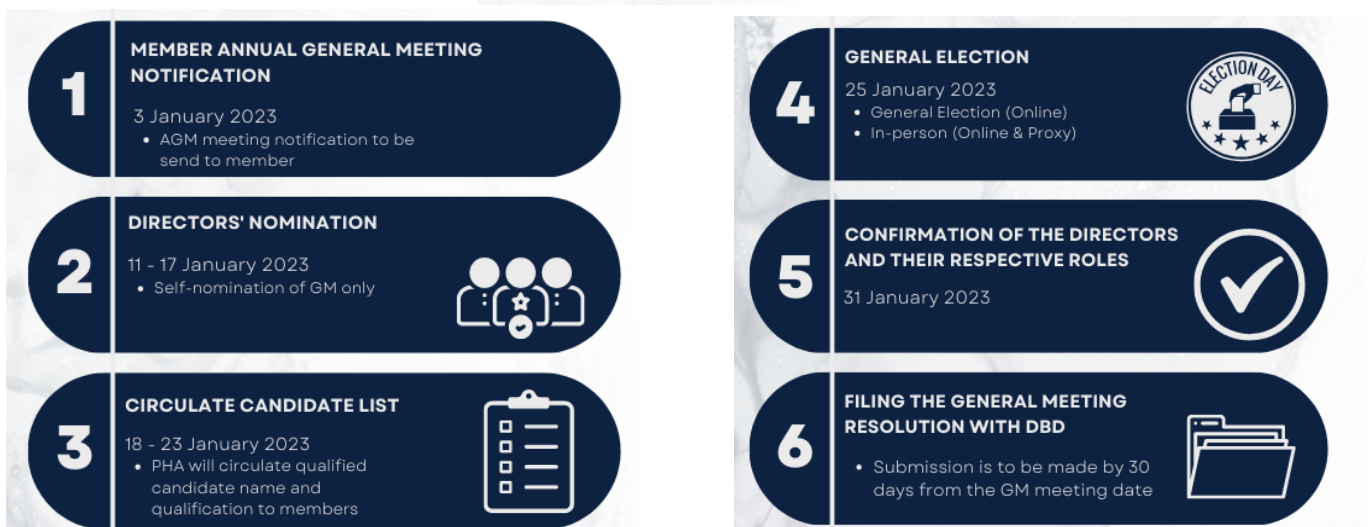 1
MEMBER ANNUAL GENERAL MEETING
NOTIFICATION
3 January 2023
• AGM meeting notification to be
send to member
2
DIRECTORS' NOMINATION
11 - 17 January 2023
• Self-nomination of GM only
3
CIRCULATE CANDIDATE LIST
18 - 23 January 2023
• PHA will circulate qualified
candidate name and
qualification to members
4
GENERAL ELECTION
25 January 2023
• General Election (Online)
• In-person (Online & Proxy)
ELECTION DAY
5
CONFIRMATION OF THE DIRECTORS
AND THEIR RESPECTIVE ROLES
31 January 2023
6
FILING THE GENERAL MEETING
RESOLUTION WITH DBD
• Submission is to be made by 30
days from the GM meeting date